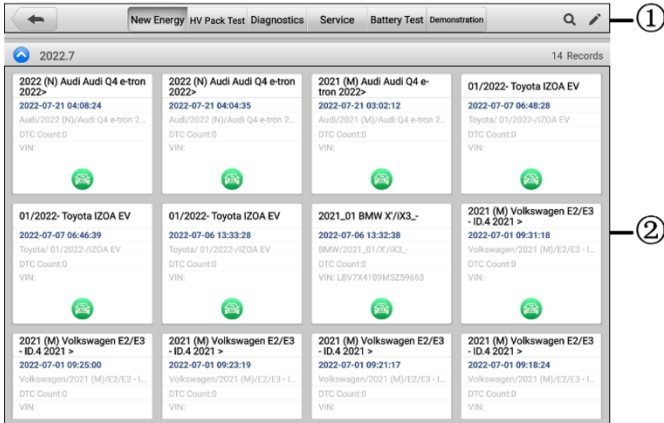 New Energy HV Pack Test Diagnostics Service Battery Test Demonstration
①
2022.7
14 Records
2022 (N) Audi Audi Q4 e-tron
2022>
2022-07-21 04:08:24
Audi/2022 (N)/Audi Q4 e-tron 2...
DTC Count:0
VIN:
2022 (N) Audi Audi Q4 e-tron
2022>
2022-07-21 04:04:35
Audi/2022 (N)/Audi Q4 e-tron 2...
DTC Count:0
VIN:
2021 (M) Audi Audi Q4 e-
tron 2022>
2022-07-21 03:02:12
Audi/2021 (M)/Audi Q4 e-tron 2...
DTC Count:0
VIN:
01/2022- Toyota IZOA EV
2022-07-07 06:48:28
Toyota/ 01/2022-/IZOA EV
DTC Count:0
VIN:
01/2022- Toyota IZOA EV
2022-07-07 06:46:39
Toyota/ 01/2022-/IZOA EV
DTC Count:0
VIN:
01/2022- Toyota IZOA EV
2022-07-06 13:33:28
Toyota/ 01/2022-/IZOA EV
DTC Count:0
VIN:
2021_01 BMW X'/iX3_-
2022-07-06 13:32:38
BMW/2021_01/X'/iX3_-
DTC Count:0
VIN: LBV7X4109MSZ59663
2021 (M) Volkswagen E2/E3
- ID.4 2021 >
2022-07-01 09:31:18
Volkswagen/2021 (M)/E2/E3 - I...
DTC Count:0
VIN:
②
2021 (M) Volkswagen E2/E3
- ID.4 2021 >
2022-07-01 09:25:00
Volkswagen/2021 (M)/E2/E3 - I...
DTC Count:0
VIN:
2021 (M) Volkswagen E2/E3
- ID.4 2021 >
2022-07-01 09:23:19
Volkswagen/2021 (M)/E2/E3 - I...
DTC Count:0
VIN:
2021 (M) Volkswagen E2/E3
- ID.4 2021 >
2022-07-01 09:21:17
Volkswagen/2021 (M)/E2/E3 - I...
DTC Count:0
VIN:
2021 (M) Volkswagen E2/E3
- ID.4 2021 >
2022-07-01 09:18:24
Volkswagen/2021 (M)/E2/E3 - I...
DTC Count:0
VIN: